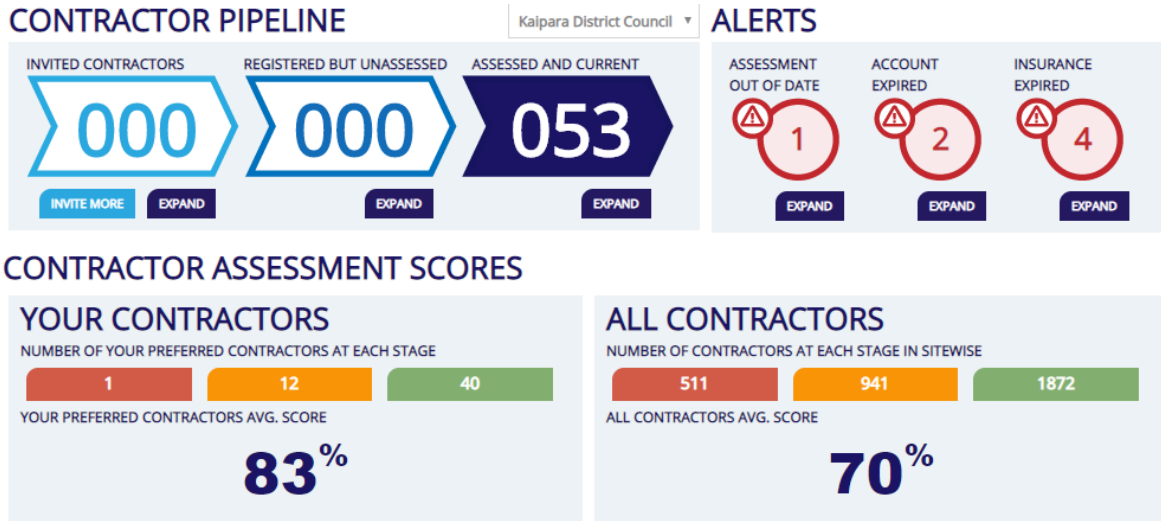 CONTRACTOR PIPELINE
Kaipara District Council
INVITED CONTRACTORS
REGISTERED BUT UNASSESSED
ASSESSED AND CURRENT
000
000
053
INVITE MORE
EXPAND
EXPAND
EXPAND
ALERTS
ASSESSMENT
OUT OF DATE
ACCOUNT
EXPIRED
INSURANCE
EXPIRED
1
2
4
EXPAND
EXPAND
EXPAND
CONTRACTOR ASSESSMENT SCORES
YOUR CONTRACTORS
NUMBER OF YOUR PREFERRED CONTRACTORS AT EACH STAGE
1
12
40
YOUR PREFERRED CONTRACTORS AVG. SCORE
83%
ALL CONTRACTORS
NUMBER OF CONTRACTORS AT EACH STAGE IN SITEWISE
511
941
1872
ALL CONTRACTORS AVG. SCORE
70%